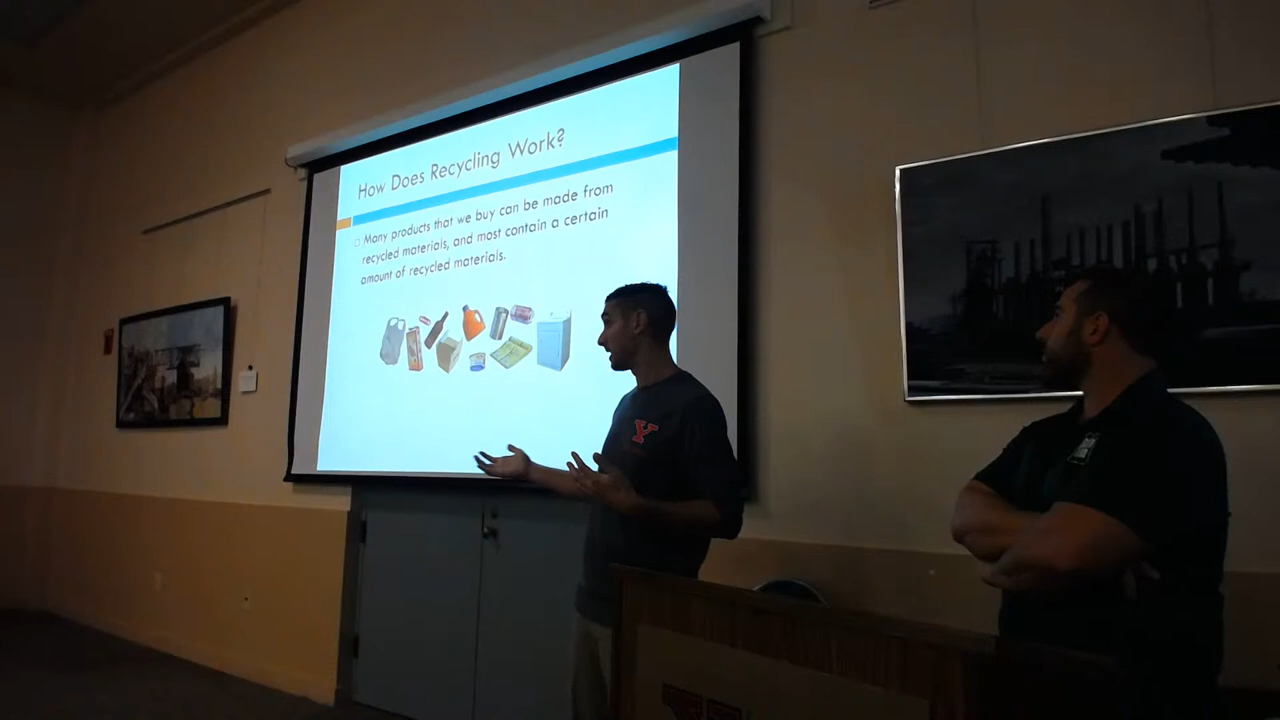 How Does Recycling Work?
Many products that we buy can be made from
recycled materials, and most contain a certain
amount of recycled materials.
Y